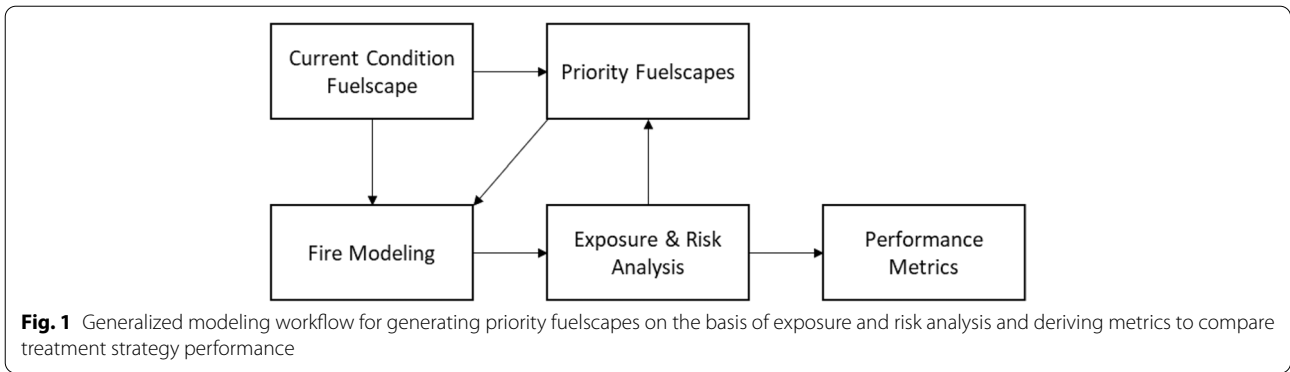 Current Condition
Fuelscape
Priority Fuelscapes
Fire Modeling
Exposure & Risk
Analysis
Performance
Metrics
Fig. 1 Generalized modeling workflow for generating priority fuelscapes on the basis of exposure and risk analysis and deriving metrics to compare
treatment strategy performance